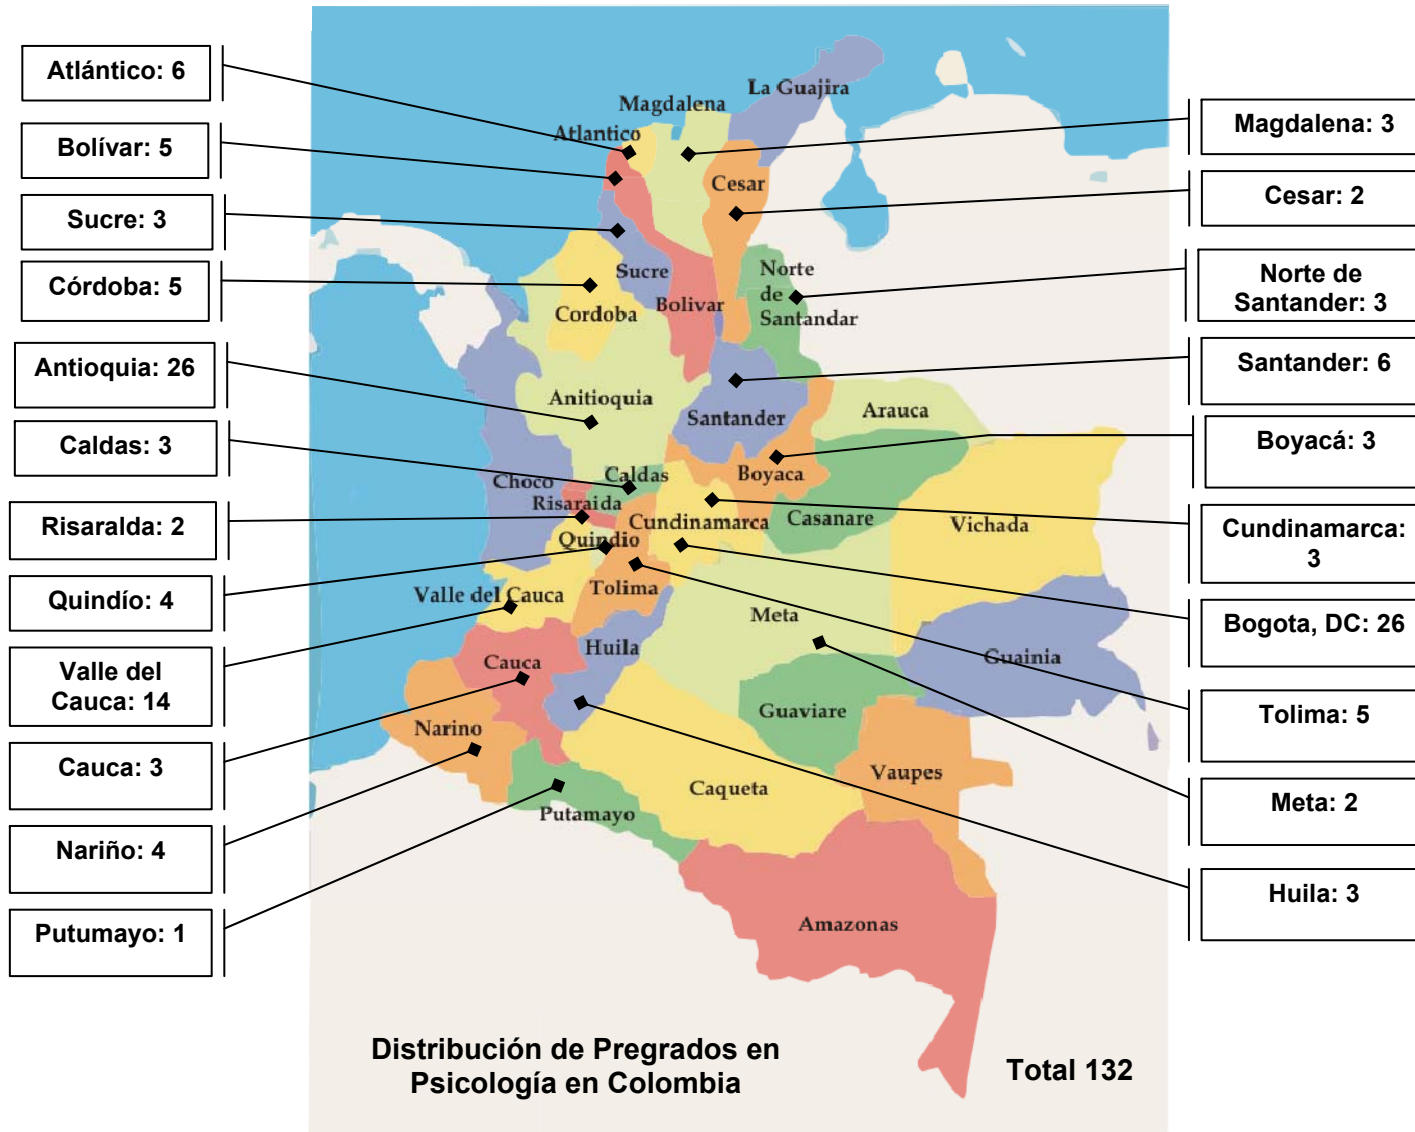 Atlántico: 6
Bolívar: 5
Sucre: 3
Córdoba: 5
Antioquia: 26
Caldas: 3
Risaralda: 2
Quindío: 4
Valle del
Cauca: 14
Cauca: 3
Nariño: 4
Putumayo: 1
La Guajira
Magdalena
Atlantico
Cesar
Sucre
Bolivar
Norte
de
Santandar
Cordoba
Anitioquia
Santander
Arauca
Choco
Caldas
Boyaca
Risaraida
Cundinamarca
Casanare
Vichada
Quindio
Valle del Cauca
Tolima
Meta
Huila
Cauca
Guainia
Guaviare
Narino
Vaupes
Caqueta
Putamayo
Amazonas
Magdalena: 3
Cesar: 2
Norte de
Santander: 3
Santander: 6
Boyacá: 3
Cundinamarca:
3
Bogota, DC: 26
Tolima: 5
Meta: 2
Huila: 3
Distribución de Pregrados en
Psicología en Colombia
Total 132